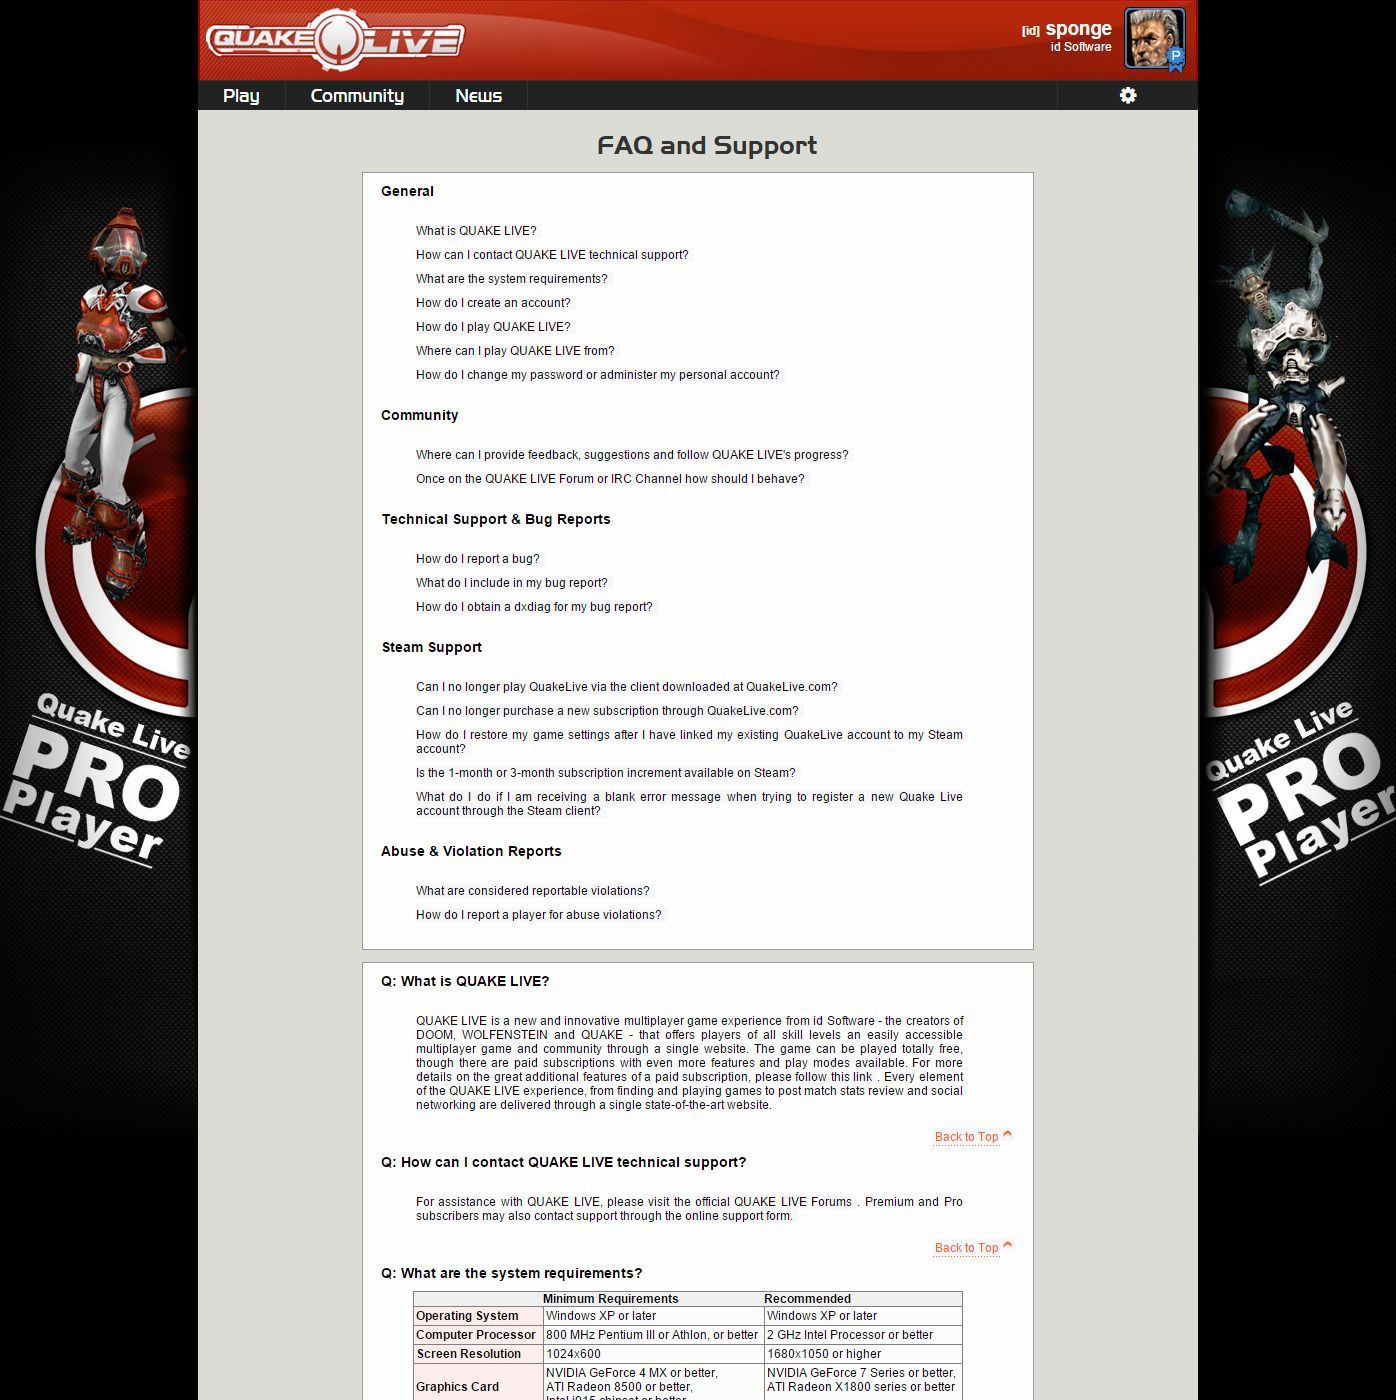 QUAKE LIVE
[id] sponge
id Software
P
Play
Community
News
FAQ and Support
General
What is QUAKE LIVE?
How can I contact QUAKE LIVE technical support?
What are the system requirements?
How do I create an account?
How do I play QUAKE LIVE?
Where can I play QUAKE LIVE from?
How do I change my password or administer my personal account?
Community
Where can I provide feedback, suggestions and follow QUAKE LIVE's progress?
Once on the QUAKE LIVE Forum or IRC Channel how should I behave?
Technical Support & Bug Reports
How do I report a bug?
What do I include in my bug report?
How do I obtain a dxdiag for my bug report?
Steam Support
Can I no longer play QuakeLive via the client downloaded at QuakeLive.com?
Can I no longer purchase a new subscription through QuakeLive.com?
How do I restore my game settings after I have linked my existing QuakeLive account to my Steam
account?
Is the 1-month or 3-month subscription increment available on Steam?
What do I do if I am receiving a blank error message when trying to register a new Quake Live
account through the Steam client?
Abuse & Violation Reports
What are considered reportable violations?
How do I report a player for abuse violations?
Quake Live
PRO
Player
Quake Live
PRO
Player
Q: What is QUAKE LIVE?
QUAKE LIVE is a new and innovative multiplayer game experience from id Software - the creators of
DOOM, WOLFENSTEIN and QUAKE - that offers players of all skill levels an easily accessible
multiplayer game and community through a single website. The game can be played totally free,
though there are paid subscriptions with even more features and play modes available. For more
details on the great additional features of a paid subscription, please follow this link . Every element
of the QUAKE LIVE experience, from finding and playing games to post match stats review and social
networking are delivered through a single state-of-the-art website.
Back to Top
Q: How can I contact QUAKE LIVE technical support?
For assistance with QUAKE LIVE, please visit the official QUAKE LIVE Forums . Premium and Pro
subscribers may also contact support through the online support form.
Back to Top
Q: What are the system requirements?
Minimum Requirements Recommended
Operating System Windows XP or later Windows XP or later
Computer Processor 800 MHz Pentium III or Athlon, or better 2 GHz Intel Processor or better
Screen Resolution 1024x600 1680x1050 or higher
NVIDIA GeForce 4 MX or better, NVIDIA GeForce 7 Series or better,
Graphics Card ATI Radeon 8500 or better, ATI Radeon X1800 series or better
Intel i915 chipset or better